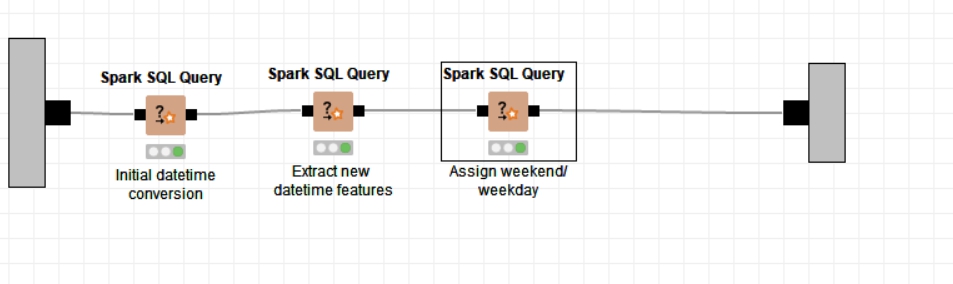 Spark SQL Query
Spark SQL Query
Spark SQL Query
?
?
?
Initial datetime
conversion
Extract new
datetime features
Assign weekend/
weekday